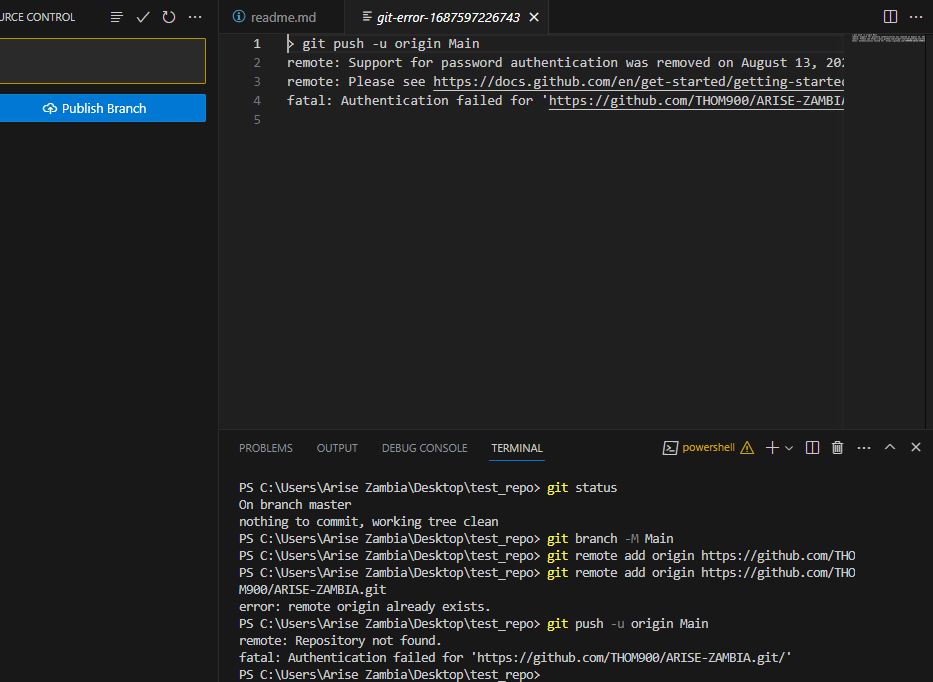 URCE CONTROL
readme.md
git-error-1687597226743
Publish Branch
1 > git push -u origin Main
2 remote: Support for password authentication was removed on August 13, 202
3 remote: Please see https://docs.github.com/en/get-started/getting-started
4 fatal: Authentication failed for 'https://github.com/THOM900/ARISE-ZAMBIA
5
PROBLEMS OUTPUT DEBUG CONSOLE TERMINAL powershell
PS C:\Users\Arise Zambia\Desktop\test_repo> git status
On branch master
nothing to commit, working tree clean
PS C:\Users\Arise Zambia\Desktop\test_repo> git branch -M Main
PS C:\Users\Arise Zambia\Desktop\test_repo> git remote add origin https://github.com/THO
PS C:\Users\Arise Zambia\Desktop\test_repo> git remote add origin https://github.com/THO
M900/ARISE-ZAMBIA.git
error: remote origin already exists.
PS C:\Users\Arise Zambia\Desktop\test_repo> git push -u origin Main
remote: Repository not found.
fatal: Authentication failed for 'https://github.com/THOM900/ARISE-ZAMBIA.git/'
PS C:\Users\Arise Zambia\Desktop\test_repo>